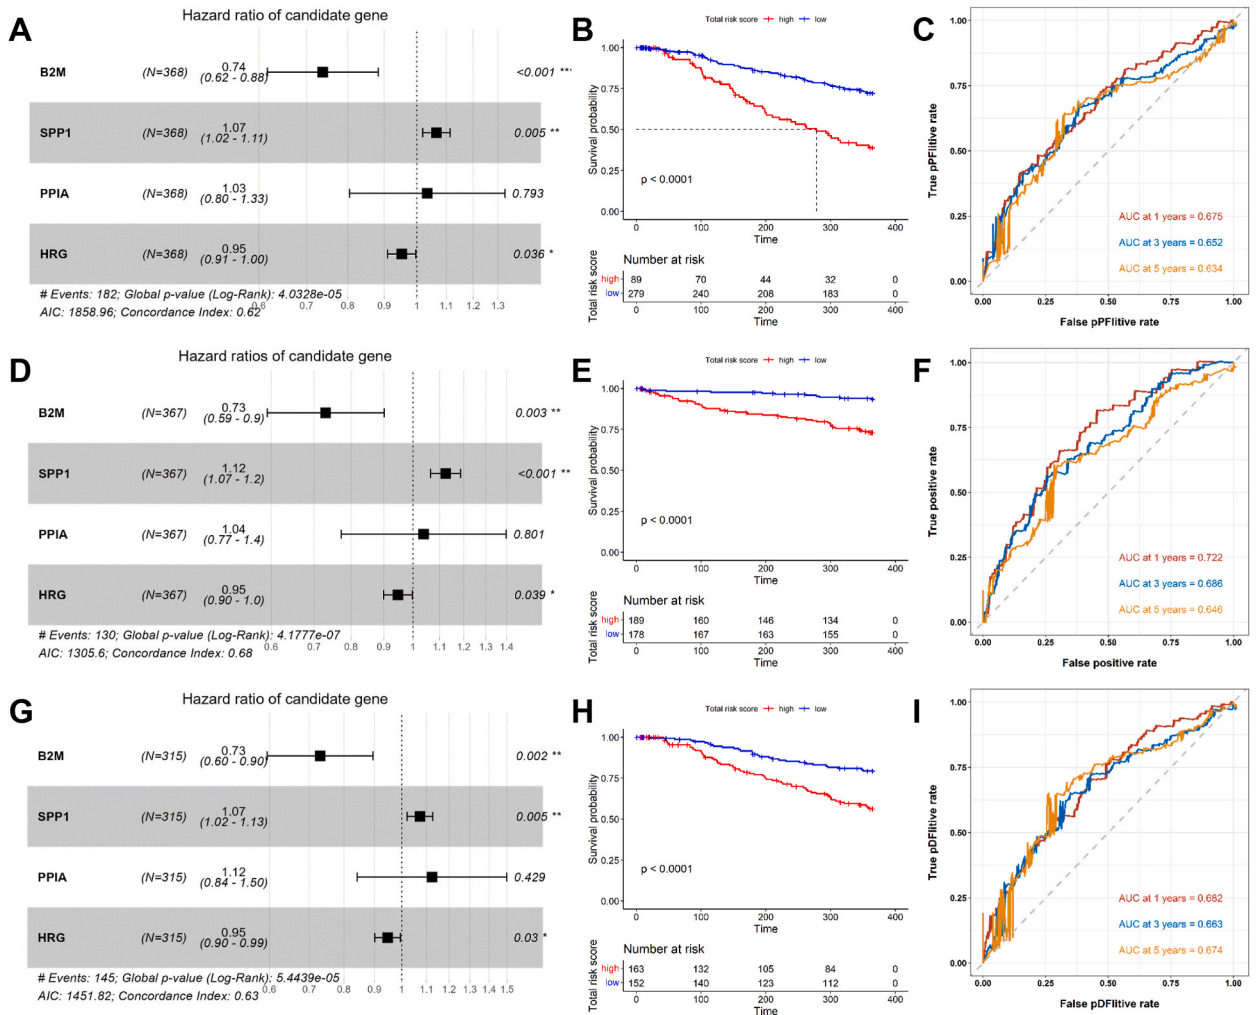 A
Hazard ratio of candidate gene
B2M (N=368) 0.74 <0.001 **
(0.62 - 0.88)
SPP1 (N=368) 1.07 0.005 **
(1.02 - 1.11)
PPIA (N=368) 1.03 0.793
(0.80 - 1.33)
HRG (N=368) 0.95 0.036 *
(0.91 - 1.00)
# Events: 182; Global p-value (Log-Rank): 4.0328e-05
AIC: 1858.96; Concordance Index: 0.62
0.6 0.7 0.8 0.9 1 1.1 1.2 1.3
B
Total risk score high low
Survival probability
1.00
0.75
0.50
0.25
0.00
p < 0.0001
0 100 200 300 400
Time
Number at risk
Total risk score
high 89 70 44 32 0
low 279 240 208 183 0
0 100 200 300 400
Time
C
True pPFIitive rate
1.00
0.75
0.50
0.25
0.00
AUC at 1 years = 0.675
AUC at 3 years = 0.652
AUC at 5 years = 0.634
0.00 0.25 0.50 0.75 1.00
False pPFIitive rate
D
Hazard ratios of candidate gene
B2M (N=367) 0.73 0.003 **
(0.59 - 0.9)
SPP1 (N=367) 1.12 <0.001 **
(1.07 - 1.2)
PPIA (N=367) 1.04 0.801
(0.77 - 1.4)
HRG (N=367) 0.95 0.039 *
(0.90 - 1.0)
# Events: 130; Global p-value (Log-Rank): 4.1777e-07
AIC: 1305.6; Concordance Index: 0.68
0.6 0.7 0.8 0.9 1 1.1 1.2 1.3 1.4
E
Total risk score high low
Survival probability
1.00
0.75
0.50
0.25
0.00
p < 0.0001
0 100 200 300 400
Time
Number at risk
Total risk score
high 189 160 146 134 0
low 178 167 163 155 0
0 100 200 300 400
Time
F
True positive rate
1.00
0.75
0.50
0.25
0.00
AUC at 1 years = 0.722
AUC at 3 years = 0.686
AUC at 5 years = 0.646
0.00 0.25 0.50 0.75 1.00
False positive rate
G
Hazard ratio of candidate gene
B2M (N=315) 0.73 0.002 **
(0.60 - 0.90)
SPP1 (N=315) 1.07 0.005 **
(1.02 - 1.13)
PPIA (N=315) 1.12 0.429
(0.84 - 1.50)
HRG (N=315) 0.95 0.03 *
(0.90 - 0.99)
# Events: 145; Global p-value (Log-Rank): 5.4439e-05
AIC: 1451.82; Concordance Index: 0.63
0.6 0.7 0.8 0.9 1 1.1 1.2 1.3 1.4 1.5
H
Total risk score high low
Survival probability
1.00
0.75
0.50
0.25
0.00
p < 0.0001
0 100 200 300 400
Time
Number at risk
Total risk score
high 163 132 105 84 0
low 152 140 123 112 0
0 100 200 300 400
Time
I
True pDFIitive rate
1.00
0.75
0.50
0.25
0.00
AUC at 1 years = 0.682
AUC at 3 years = 0.663
AUC at 5 years = 0.674
0.00 0.25 0.50 0.75 1.00
False pDFIitive rate